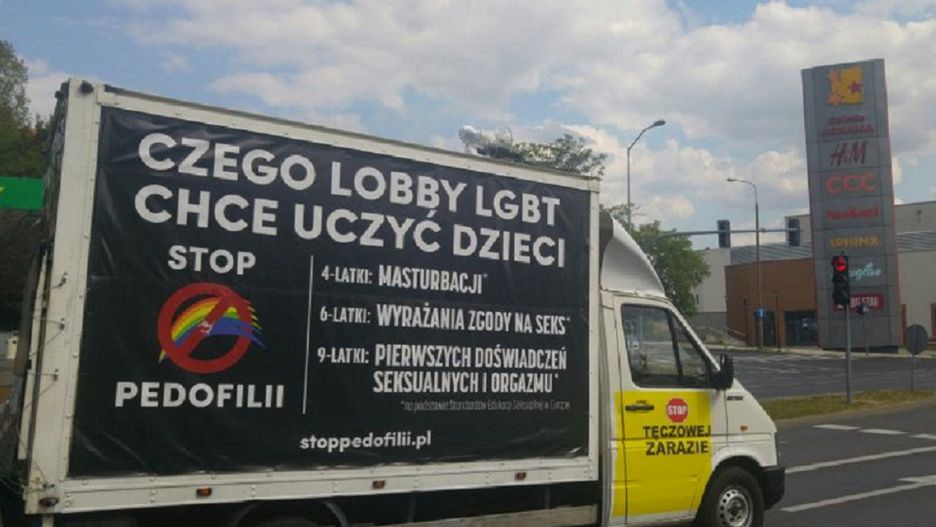 CZEGO LOBBY LGBT
CHCE UCZYĆ DZIECI
STOP
PEDOFILII
4-LATKI: MASTURBACJI*
6-LATKI: WYRAŻANIA ZGODY NA SEKS*
9-LATKI: PIERWSZYCH DOŚWIADCZEŃ
SEKSUALNYCH I ORGAZMU*
*na podstawie Standardów Edukacji Seksualnej w Europie
stoppedofilii.pl
STOP
TĘCZOWEJ
ZARAZIE
H&M
CCC
SPHINX